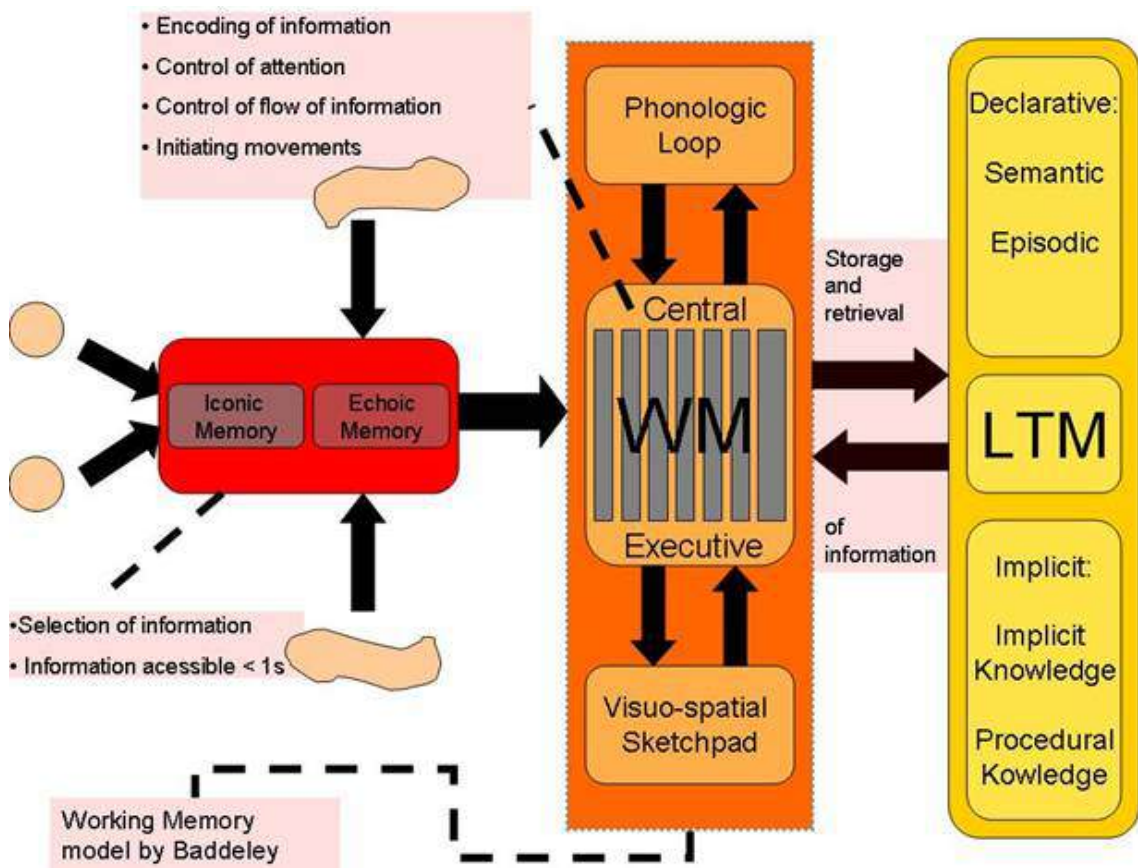 • Encoding of information
• Control of attention
• Control of flow of information
• Initiating movements
Phonologic
Loop
Declarative:
Semantic
Episodic
Storage
and
retrieval
Central
WM
Executive
Iconic
Memory
Echoic
Memory
LTM
of
information
Implicit:
Implicit
Knowledge
Procedural
Kowledge
•Selection of information
• Information acessible < 1s
Visuo-spatial
Sketchpad
Working Memory
model by Baddeley